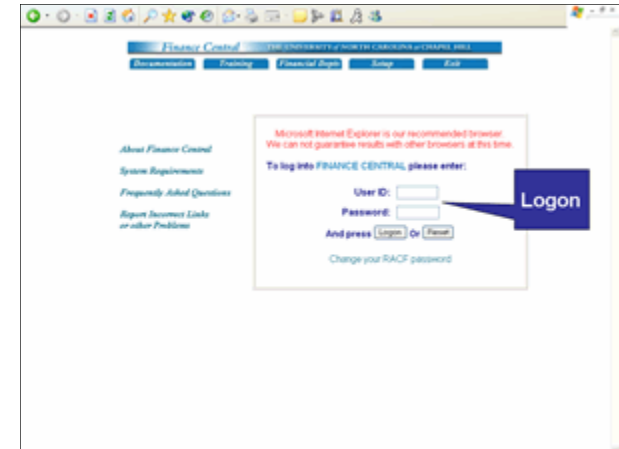 Finance Central THE UNIVERSITY of NORTH CAROLINA at CHAPEL HILL
Documentation Training Financial Depts Setup Exit
Microsoft Internet Explorer is our recommended browser.
We can not guarantee results with other browsers at this time.
To log into FINANCE CENTRAL please enter:
User ID:
Password:
And press Logon Or Reset
Change your RACF password
About Finance Central
System Requirements
Frequently Asked Questions
Report Incorrect Links
or other Problems
Logon